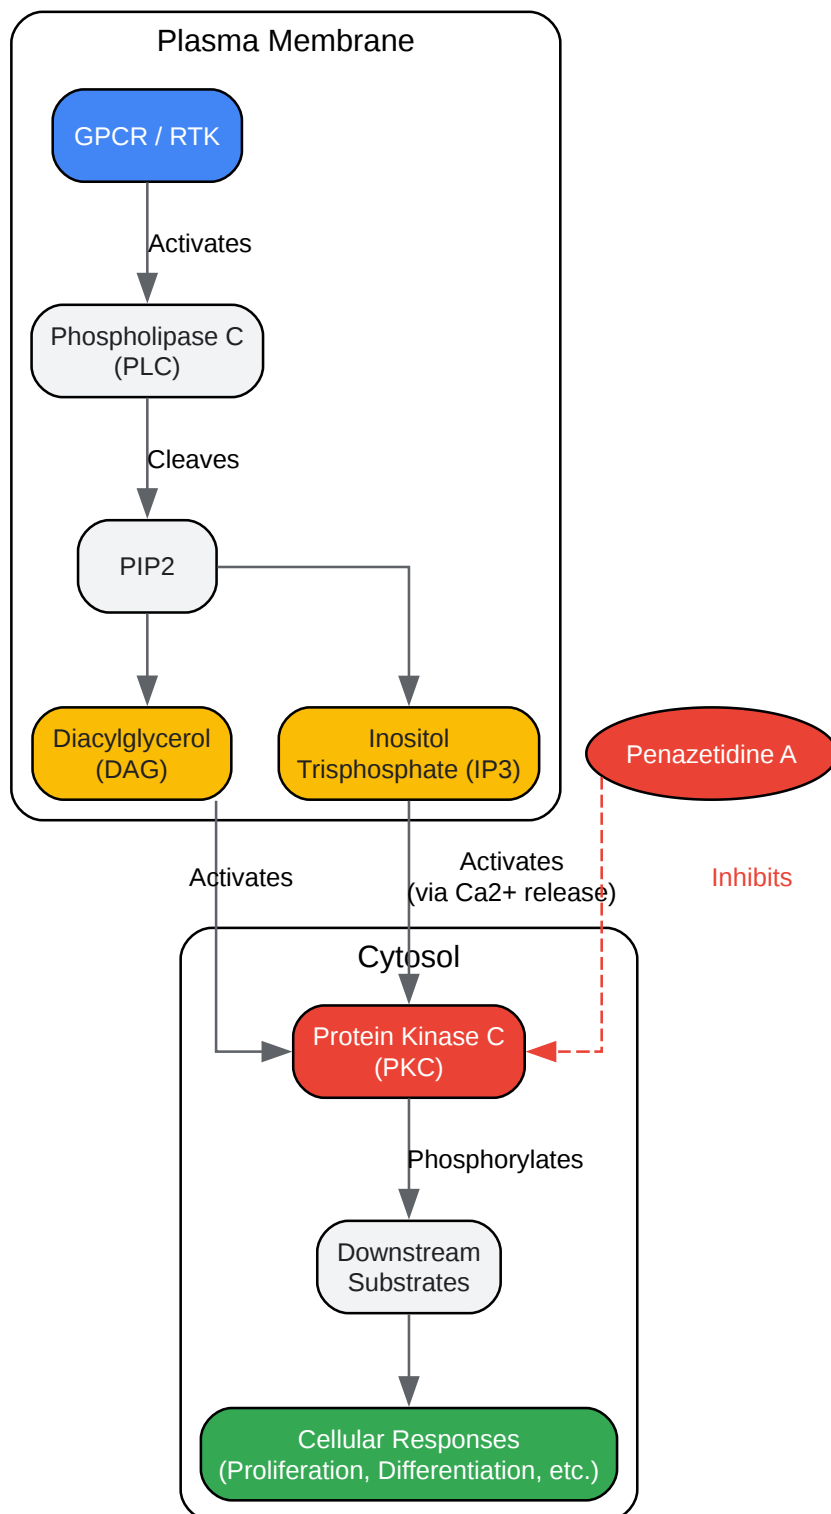 Plasma Membrane
GPCR / RTK
Activates
Phospholipase C
(PLC)
Cleaves
PIP2
Diacylglycerol
(DAG)
Inositol
Trisphosphate (IP3)
Penazetidine A
Activates
Activates
(via Ca2+ release)
Inhibits
Cytosol
Protein Kinase C
(PKC)
Phosphorylates
Downstream
Substrates
Cellular Responses
(Proliferation, Differentiation, etc.)